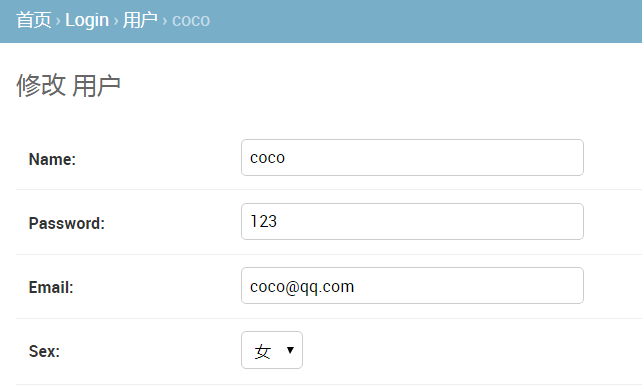 首页 › Login › 用户 › coco
修改 用户
Name: coco
Password: 123
Email: coco@qq.com
Sex: 女